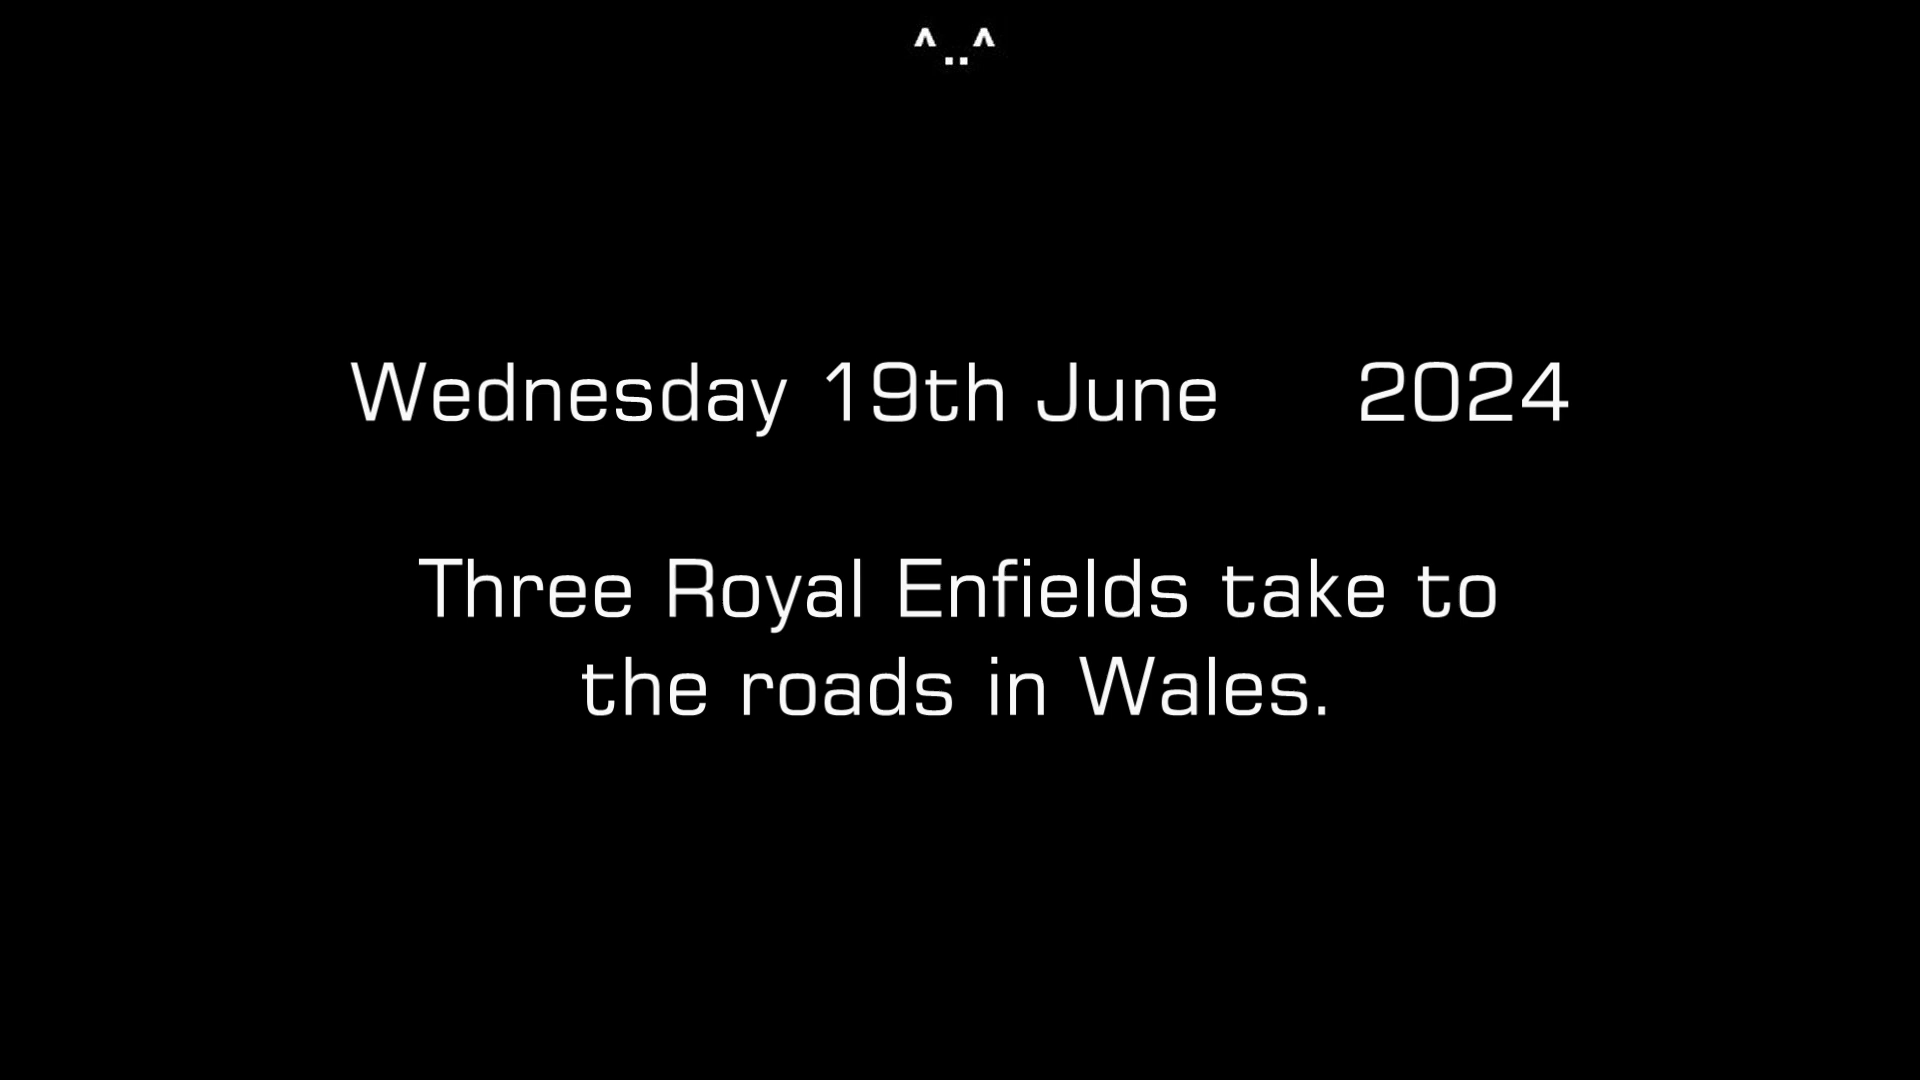 ^..^
Wednesday 19th June 2024
Three Royal Enfields take to
the roads in Wales.